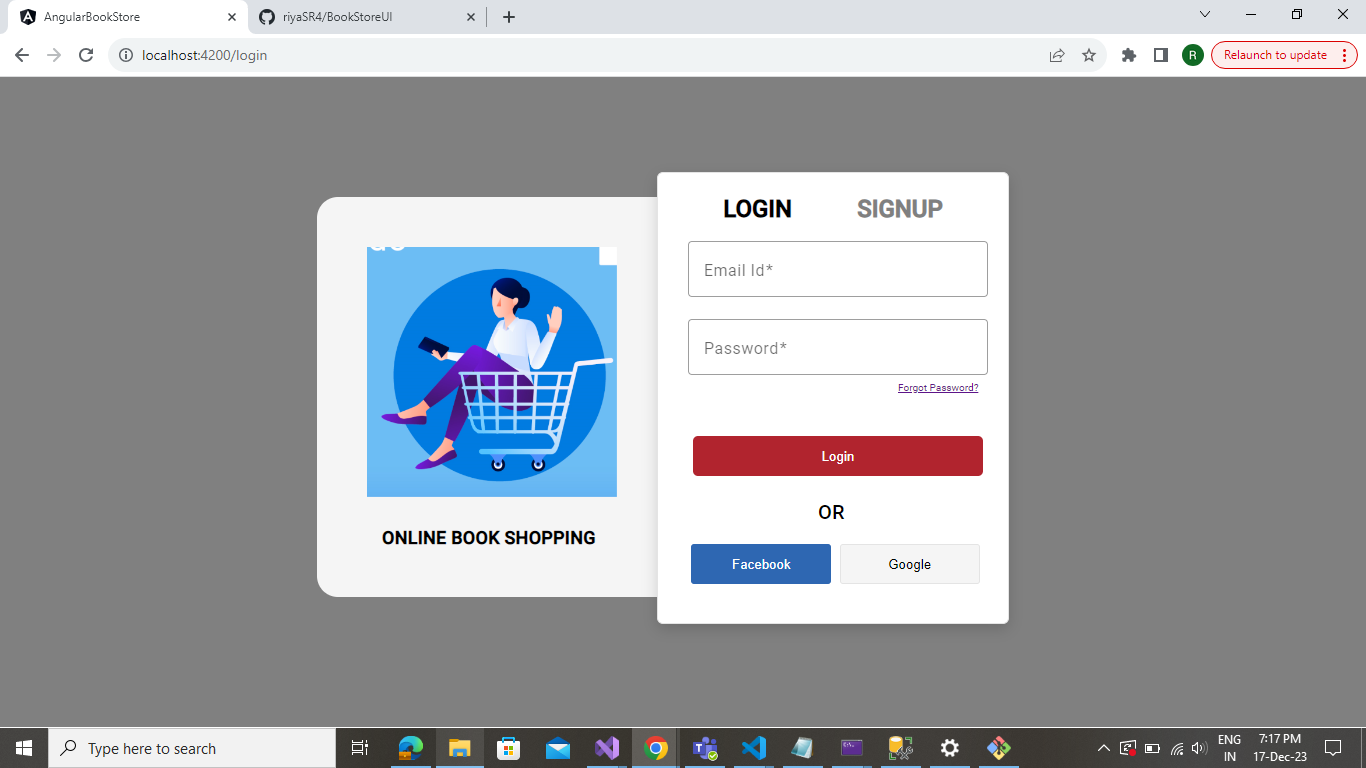 AngularBookStore
riyaSR4/BookStoreUI
localhost:4200/login
R
Relaunch to update
LOGIN
SIGNUP
Email Id*
Password*
Forgot Password?
Login
OR
Facebook
Google
ONLINE BOOK SHOPPING
Type here to search
ENG
IN
7:17 PM
17-Dec-23